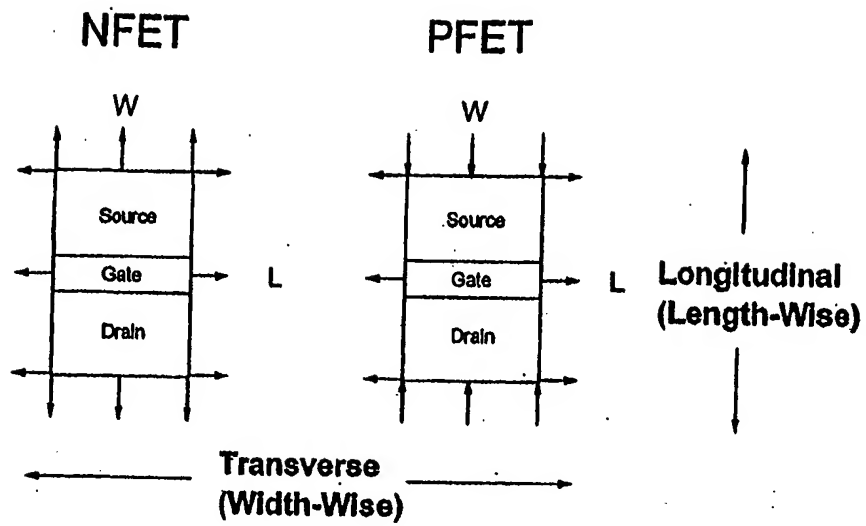 NFET
PFET
W
W
Source
Source
Gate
L
Gate
L
Longitudinal
(Length-Wise)
Drain
Drain
Transverse
(Width-Wise)